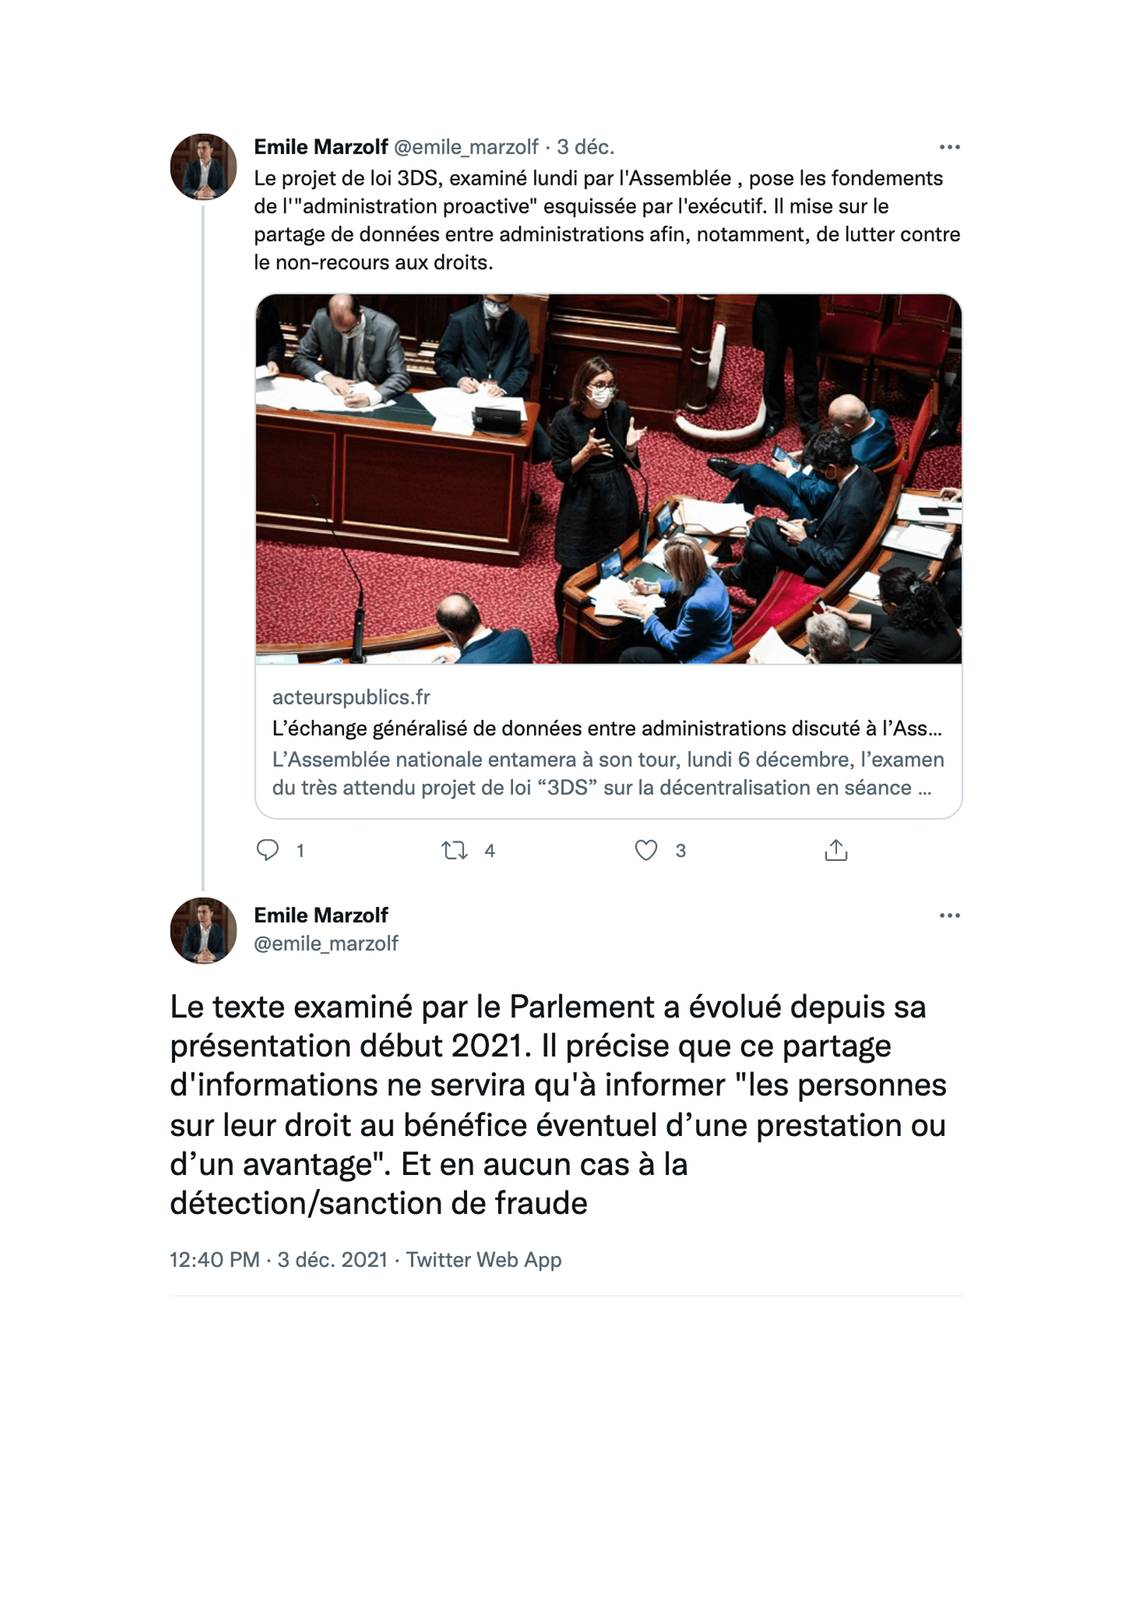 Emile Marzolf @emile_marzolf · 3 déc.
Le projet de loi 3DS, examiné lundi par l'Assemblée , pose les fondements
de l'"administration proactive" esquissée par l'exécutif. Il mise sur le
partage de données entre administrations afin, notamment, de lutter contre
le non-recours aux droits.
acteurspublics.fr
L’échange généralisé de données entre administrations discuté à l’Ass...
L’Assemblée nationale entamera à son tour, lundi 6 décembre, l’examen
du très attendu projet de loi “3DS” sur la décentralisation en séance ...
1 4 3
Emile Marzolf
@emile_marzolf
Le texte examiné par le Parlement a évolué depuis sa
présentation début 2021. Il précise que ce partage
d'informations ne servira qu'à informer "les personnes
sur leur droit au bénéfice éventuel d’une prestation ou
d’un avantage". Et en aucun cas à la
détection/sanction de fraude
12:40 PM · 3 déc. 2021 · Twitter Web App